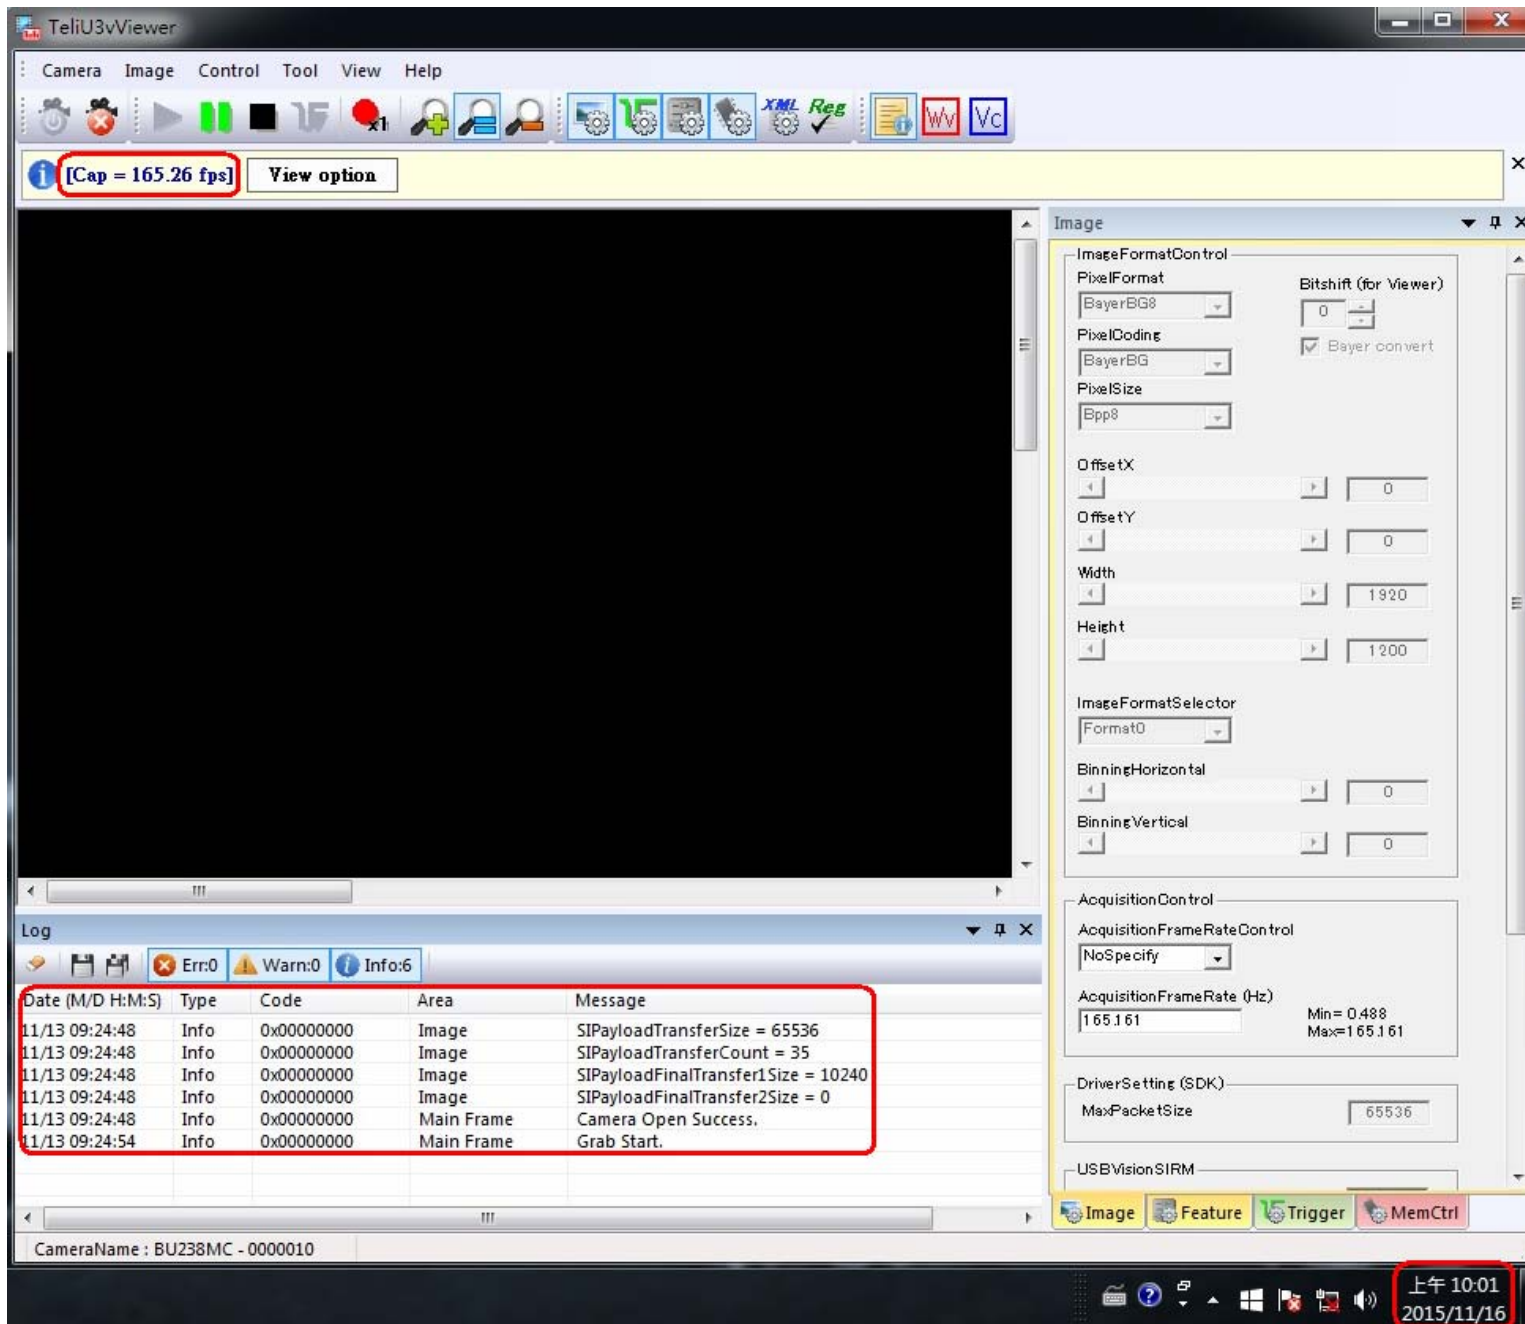 TeliU3vViewer
Camera Image Control Tool View Help
x1 XML Reg Wv Vc
[Cap = 165.26 fps] View option
Image
ImageFormatControl
PixelFormat
Bitshift (for Viewer)
BayerBG8
0
PixelCoding
Bayer convert
BayerBG
PixelSize
Bpp8
OffsetX
0
OffsetY
0
Width
1920
Height
1200
ImageFormatSelector
Format0
BinningHorizontal
0
BinningVertical
0
AcquisitionControl
AcquisitionFrameRateControl
NoSpecify
AcquisitionFrameRate (Hz)
165.161
Min= 0.488
Max=165.161
DriverSetting (SDK)
MaxPacketSize 65536
USBVisionSIRM
Image Feature Trigger MemCtrl
Log
Err:0 Warn:0 Info:6
Date (M/D H:M:S) Type Code Area Message
11/13 09:24:48 Info 0x00000000 Image SIPayloadTransferSize = 65536
11/13 09:24:48 Info 0x00000000 Image SIPayloadTransferCount = 35
11/13 09:24:48 Info 0x00000000 Image SIPayloadFinalTransfer1Size = 10240
11/13 09:24:48 Info 0x00000000 Image SIPayloadFinalTransfer2Size = 0
11/13 09:24:48 Info 0x00000000 Main Frame Camera Open Success.
11/13 09:24:54 Info 0x00000000 Main Frame Grab Start.
CameraName : BU238MC - 0000010
上午 10:01
2015/11/16